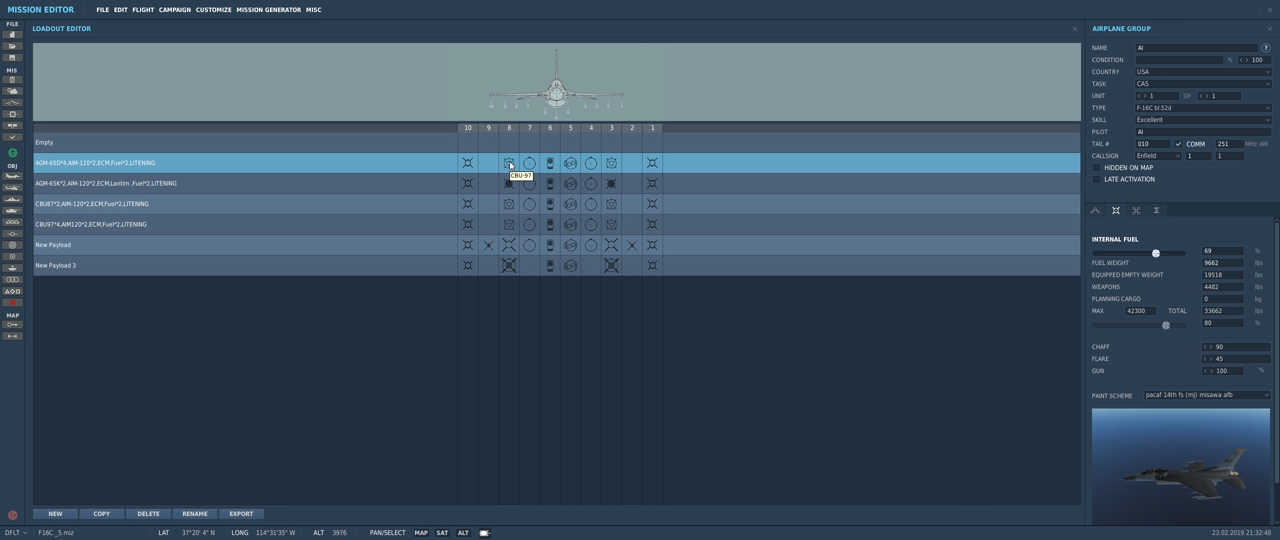 MISSION EDITOR FILE EDIT FLIGHT CAMPAIGN CUSTOMIZE MISSION GENERATOR MISC
FILE
MIS
OBJ
MAP
LOADOUT EDITOR
10 9 8 7 6 5 4 3 2 1
Empty
AGM-65D*4,AIM-120*2,ECM,Fuel*2,LITENING
CBU-97
AGM-65K*2,AIM-120*2,ECM,Lantirn ,Fuel*2,LITENING
CBU87*2,AIM-120*2,ECM,Fuel*2,LITENING
CBU97*4,AIM120*2,ECM,Fuel*2,LITENING
New Payload
New Payload 3
NEW COPY DELETE RENAME EXPORT
AIRPLANE GROUP
NAME AI ?
CONDITION % < > 100
COUNTRY USA
TASK CAS
UNIT < > 1 OF < > 1
TYPE F-16C bl.52d
SKILL Excellent
PILOT AI
TAIL # 010 COMM 251 MHz AM
CALLSIGN Enfield 1 1
HIDDEN ON MAP
LATE ACTIVATION
INTERNAL FUEL
69 %
FUEL WEIGHT 9662 lbs
EQUIPPED EMPTY WEIGHT 19518 lbs
WEAPONS 4482 lbs
PLANNING CARGO 0 kg
MAX 42300 TOTAL 33662 lbs
80 %
CHAFF < > 90
FLARE < > 45
GUN < > 100 %
PAINT SCHEME pacaf 14th fs (mj) misawa afb
DFLT F16C _5.miz LAT 37°20' 4" N LONG 114°31'35" W ALT 3976 PAN/SELECT MAP SAT ALT 23.02.2019 21:32:48